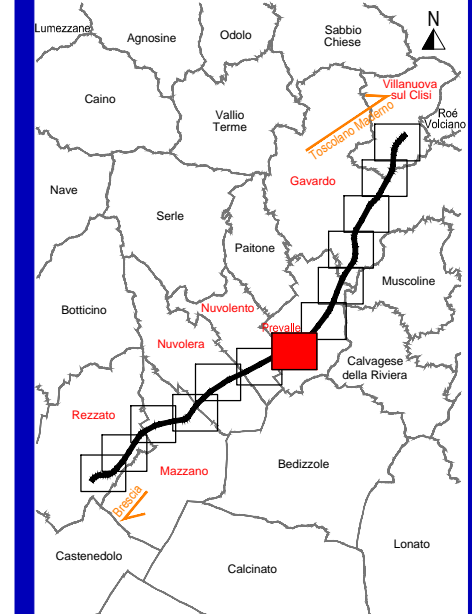 N
Lumezzane
Agnosine
Odolo
Sabbio
Chiese
Caino
Vallio
Terme
Villanuova
sul Clisi
Toscolano Maderno
Roé
Volciano
Gavardo
Nave
Serle
Paitone
Muscoline
Botticino
Nuvolento
Prevalle
Nuvolera
Calvagese
della Riviera
Rezzato
Mazzano
Bedizzole
Brescia
Castenedolo
Calcinato
Lonato